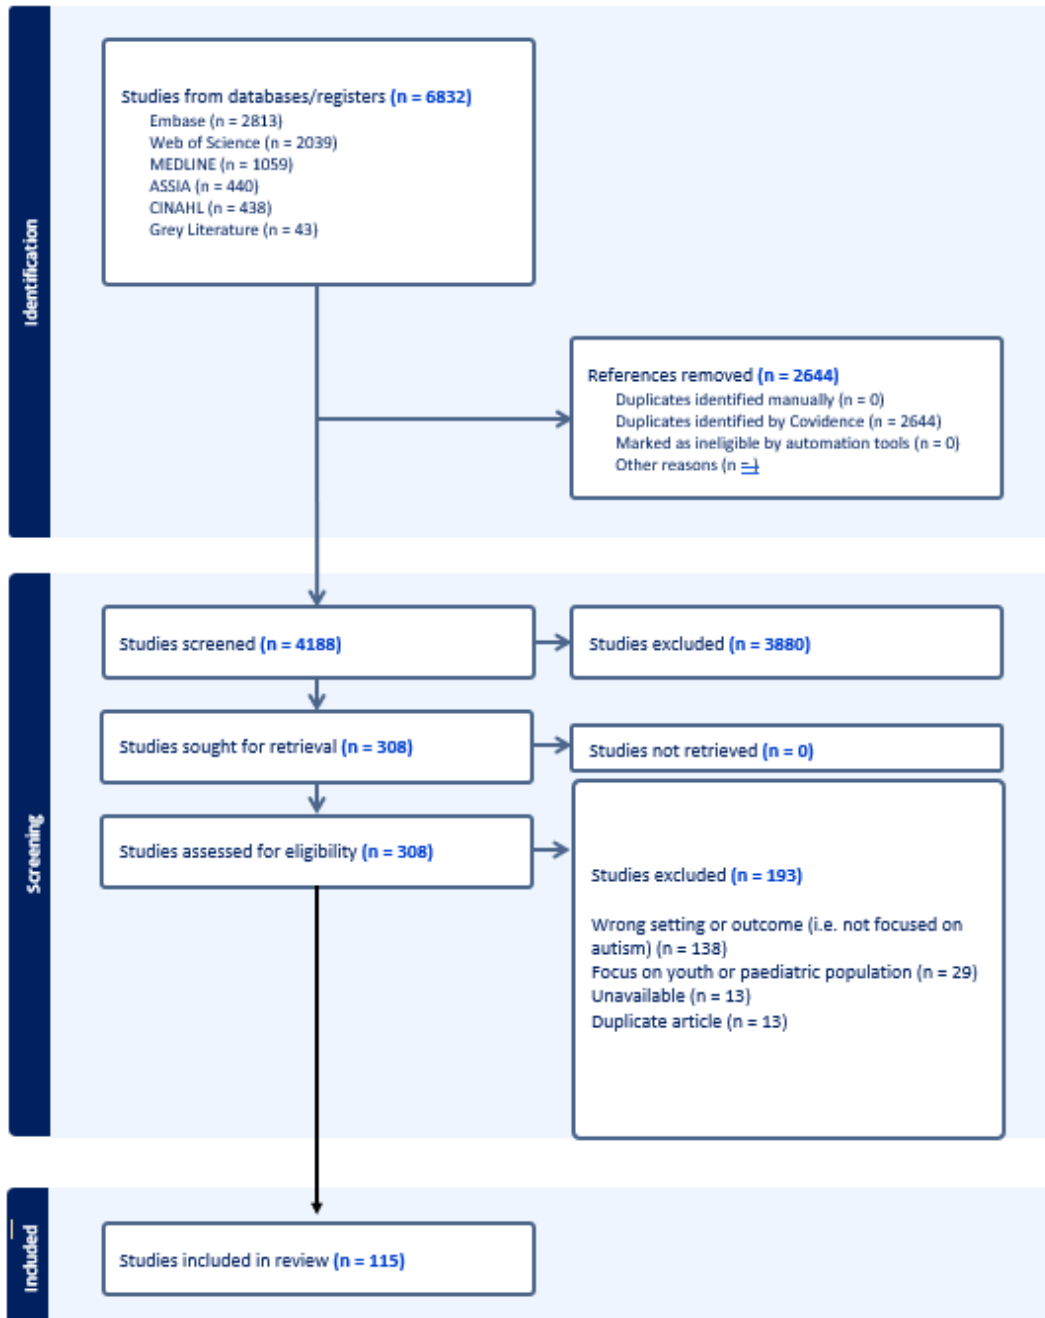 Identification
Studies from databases/registers (n = 6832)
Embase (n = 2813)
Web of Science (n = 2039)
MEDLINE (n = 1059)
ASSIA (n = 440)
CINAHL (n = 438)
Grey Literature (n = 43)
References removed (n = 2644)
Duplicates identified manually (n = 0)
Duplicates identified by Covidence (n = 2644)
Marked as ineligible by automation tools (n = 0)
Other reasons (n =)
Screening
Studies screened (n = 4188)
Studies excluded (n = 3880)
Studies sought for retrieval (n = 308)
Studies not retrieved (n = 0)
Studies assessed for eligibility (n = 308)
Studies excluded (n = 193)
Wrong setting or outcome (i.e. not focused on
autism) (n = 138)
Focus on youth or paediatric population (n = 29)
Unavailable (n = 13)
Duplicate article (n = 13)
Included
Studies included in review (n = 115)